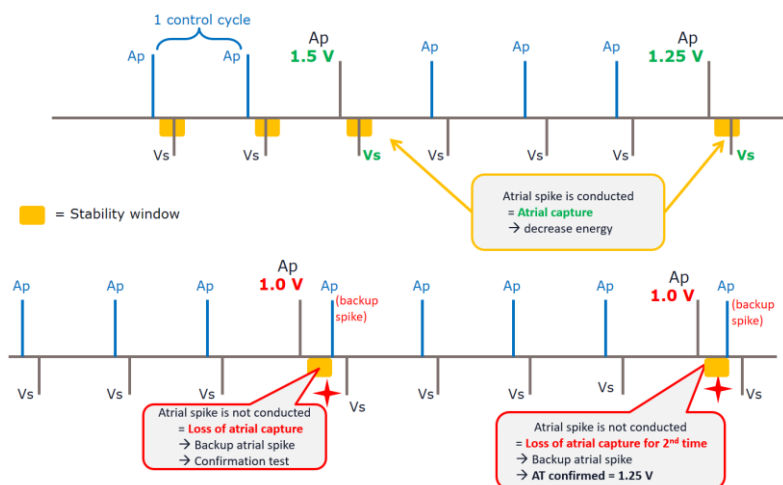 1 control cycle
Ap
Ap
Ap
1.5 V
Ap
Ap
Ap
Ap
1.25 V
Vs
Vs
Vs
Vs
Vs
Vs
Vs
Atrial spike is conducted
= Atrial capture
→ decrease energy
= Stability window
Ap
Ap
Ap
Ap
1.0 V
Ap
(backup
spike)
Ap
Ap
Ap
Ap
1.0 V
Ap
(backup
spike)
Vs
Vs
Vs
Vs
Vs
Vs
Vs
Vs
Atrial spike is not conducted
= Loss of atrial capture
→ Backup atrial spike
→ Confirmation test
Atrial spike is not conducted
= Loss of atrial capture for 2nd time
→ Backup atrial spike
→ AT confirmed = 1.25 V